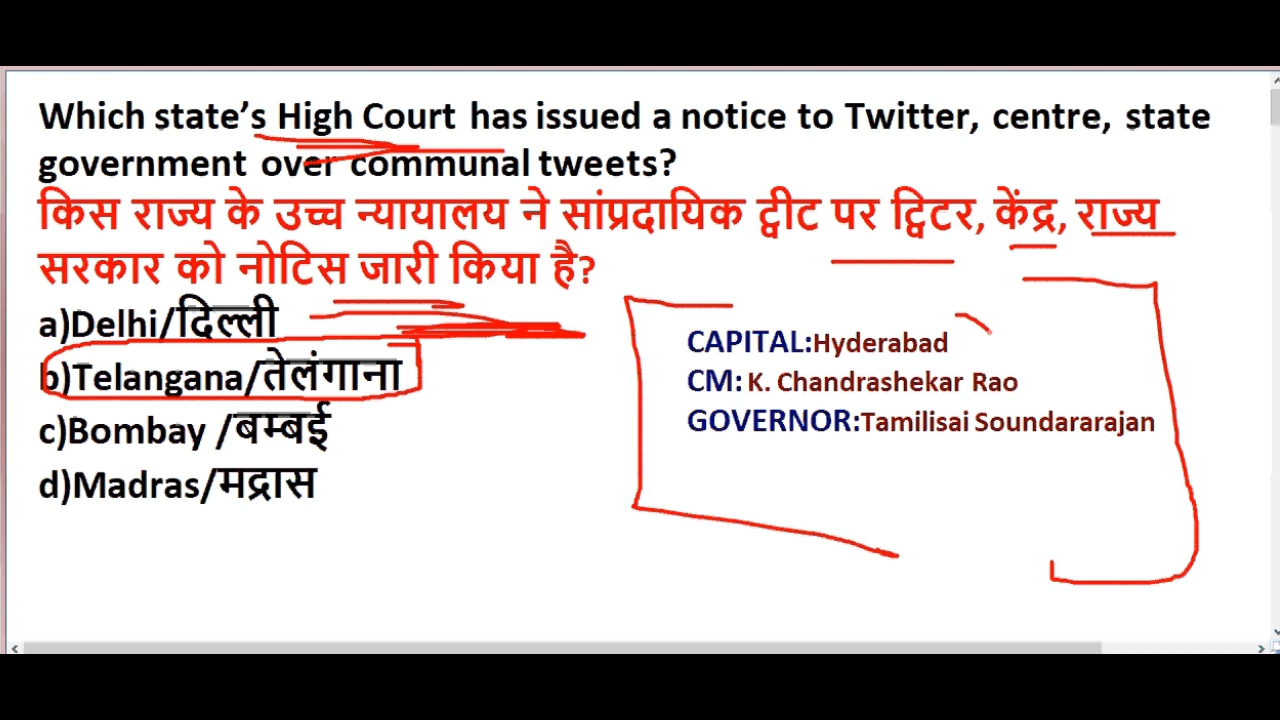 Which state’s High Court has issued a notice to Twitter, centre, state
government over communal tweets?
किस राज्य के उच्च न्यायालय ने सांप्रदायिक ट्वीट पर ट्विटर, केंद्र, राज्य
सरकार को नोटिस जारी किया है?
a)Delhi/दिल्ली
b)Telangana/तेलंगाना
c)Bombay /बम्बई
d)Madras/मद्रास
CAPITAL:Hyderabad
CM: K. Chandrashekar Rao
GOVERNOR:Tamilisai Soundararajan